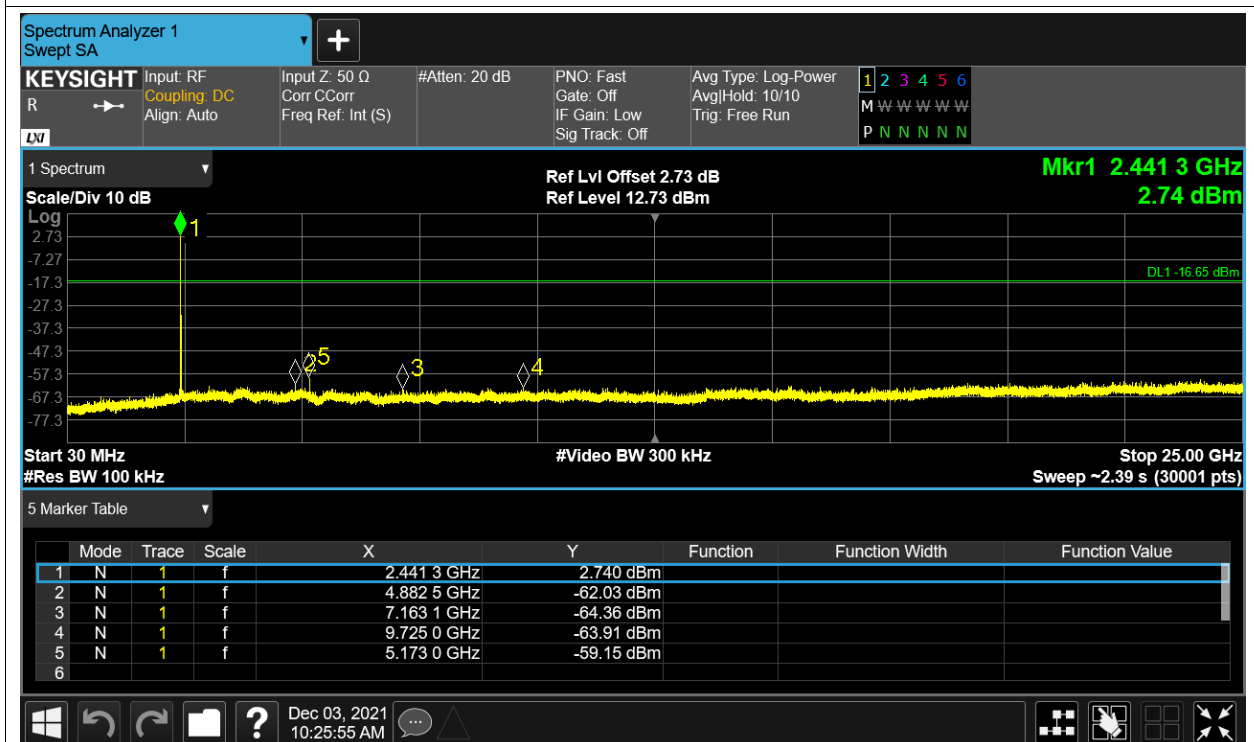 Spectrum Analyzer 1
Swept SA
+
KEYSIGHT Input: RF Input Z: 50 Ω #Atten: 20 dB PNO: Fast Avg Type: Log-Power 1 2 3 4 5 6
R Coupling: DC Corr CCorr Gate: Off Avg|Hold: 10/10 M W W W W W
Align: Auto Freq Ref: Int (S) IF Gain: Low Trig: Free Run
LXI Sig Track: Off P N N N N N
1 Spectrum Ref Lvl Offset 2.73 dB Mkr1 2.441 3 GHz
Scale/Div 10 dB Ref Level 12.73 dBm 2.74 dBm
Log
1
2.73
-7.27
DL1 -16.65 dBm
-17.3
-27.3
-37.3
-47.3
2 5 3 4
-57.3
-67.3
-77.3
Start 30 MHz #Video BW 300 kHz Stop 25.00 GHz
#Res BW 100 kHz Sweep ~2.39 s (30001 pts)
5 Marker Table
Mode Trace Scale X Y Function Function Width Function Value
1 N 1 f 2.441 3 GHz 2.740 dBm
2 N 1 f 4.882 5 GHz -62.03 dBm
3 N 1 f 7.163 1 GHz -64.36 dBm
4 N 1 f 9.725 0 GHz -63.91 dBm
5 N 1 f 5.173 0 GHz -59.15 dBm
6
? Dec 03, 2021
10:25:55 AM